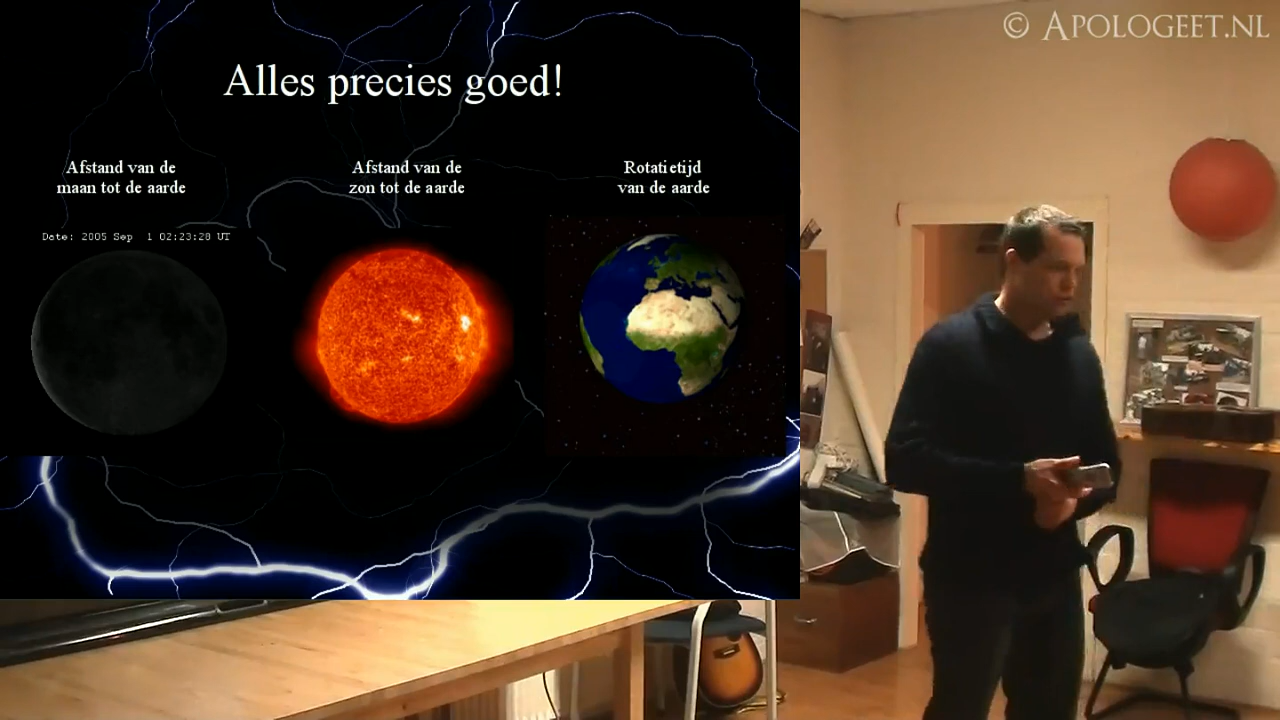 © Apologeet.nl
Alles precies goed!
Afstand van de
maan tot de aarde
Afstand van de
zon tot de aarde
Rotatietijd
van de aarde
Date: 2005 Sep 1 02:23:28 UT